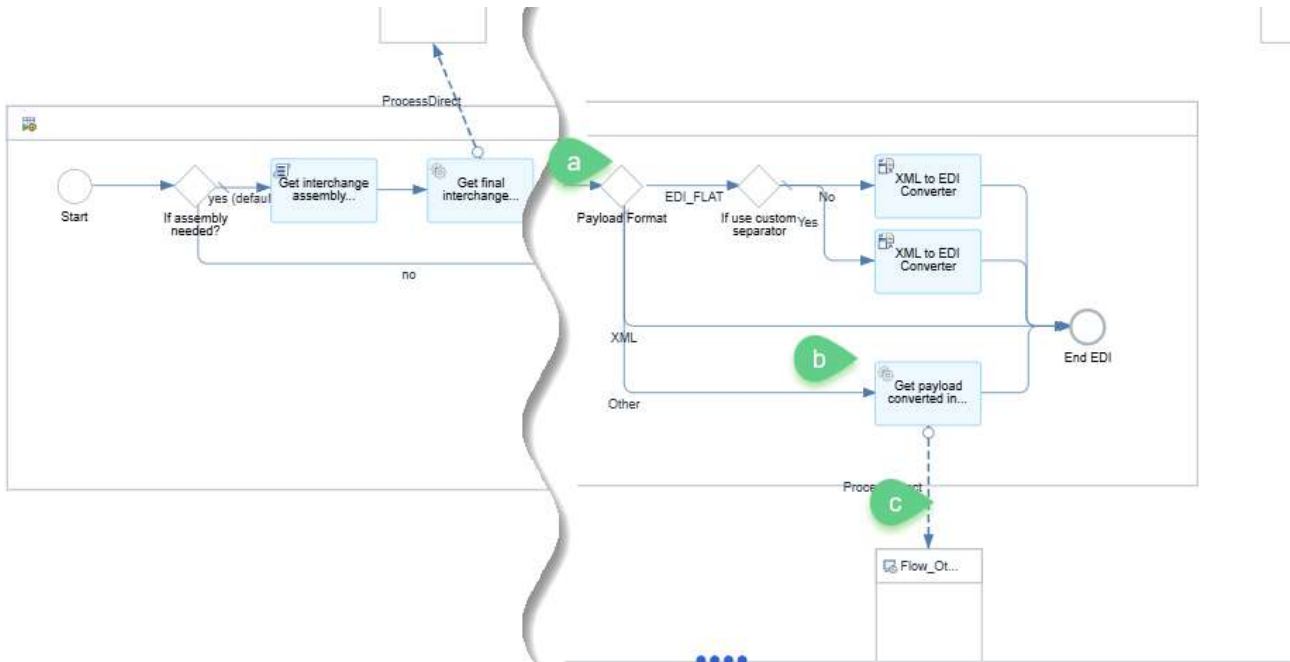 ProcessDirect
Start
If assembly
needed?
yes (defaul
Get interchange
assembly...
Get final
interchange...
no
a
Payload Format
EDI_FLAT
If use custom
separator
No
Yes
XML to EDI
Converter
XML to EDI
Converter
XML
End EDI
b
Get payload
converted in...
Other
c
Flow_Ot...